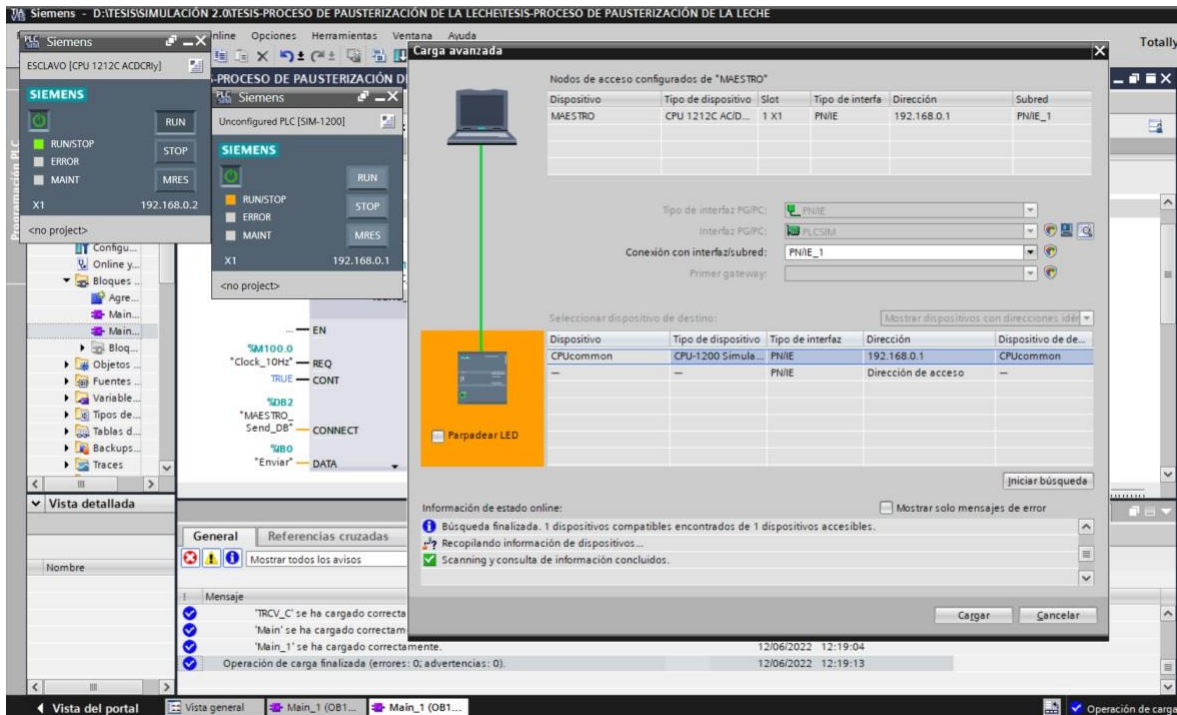 Siemens - D:\TESIS\SIMULACIÓN 2.0\TESIS-PROCESO DE PAUSTERIZACIÓN DE LA LECHE\TESIS-PROCESO DE PAUSTERIZACIÓN DE LA LECHE
nline Opciones Herramientas Ventana Ayuda
Totally
Siemens
ESCLAVO [CPU 1212C ACDCRly]
SIEMENS
RUN
RUN/STOP
STOP
ERROR
MAINT
MRES
X1 192.168.0.2
<no project>
-PROCESO DE PAUSTERIZACIÓN D
Siemens
Unconfigured PLC [SIM-1200]
SIEMENS
RUN
RUN/STOP
STOP
ERROR
MAINT
MRES
X1 192.168.0.1
<no project>
Programación PLC
Configu...
Online y...
Bloques ...
Agre...
Main...
Main...
Bloq...
Objetos ...
Fuentes ...
Variable...
Tipos de...
Tablas d...
Backups...
Traces
... EN
%M100.0
"Clock_10Hz" REQ
TRUE CONT
%DB2
"MAESTRO_
Send_DB" CONNECT
%IB0
"Enviar" DATA
Carga avanzada
Nodos de acceso configurados de "MAESTRO"
Dispositivo Tipo de dispositivo Slot Tipo de interfa Dirección Subred
MAESTRO CPU 1212C AC/D... 1 X1 PN/IE 192.168.0.1 PN/IE_1
Tipo de interfaz PG/PC: PN/IE
Interfaz PG/PC: PLCSIM
Conexión con interfaz/subred: PN/IE_1
Primer gateway:
Seleccionar dispositivo de destino: Mostrar dispositivos con direcciones idén
Dispositivo Tipo de dispositivo Tipo de interfaz Dirección Dispositivo de de...
CPUcommon CPU-1200 Simula... PN/IE 192.168.0.1 CPUcommon
— — PN/IE Dirección de acceso —
Parpadear LED
Iniciar búsqueda
Información de estado online: Mostrar solo mensajes de error
Búsqueda finalizada. 1 dispositivos compatibles encontrados de 1 dispositivos accesibles.
Recopilando información de dispositivos...
Scanning y consulta de información concluidos.
Cargar Cancelar
Vista detallada
Nombre
General Referencias cruzadas
Mostrar todos los avisos
! Mensaje
'TRCV_C' se ha cargado correcta
'Main' se ha cargado correctam
'Main_1' se ha cargado correctamente. 12/06/2022 12:19:04
Operación de carga finalizada (errores: 0; advertencias: 0). 12/06/2022 12:19:13
Vista del portal Vista general Main_1 (OB1... Main_1 (OB1... Operación de carga